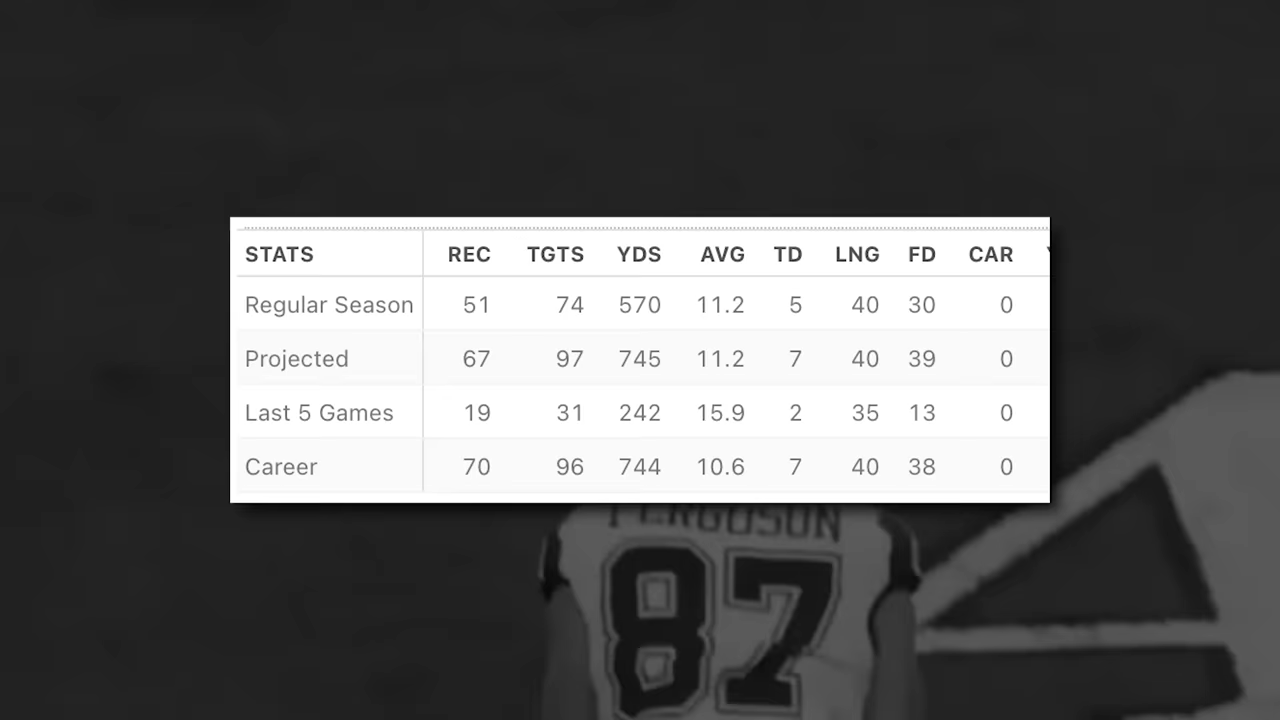 STATS REC TGTS YDS AVG TD LNG FD CAR
Regular Season 51 74 570 11.2 5 40 30 0
Projected 67 97 745 11.2 7 40 39 0
Last 5 Games 19 31 242 15.9 2 35 13 0
Career 70 96 744 10.6 7 40 38 0
FERGUSON
87